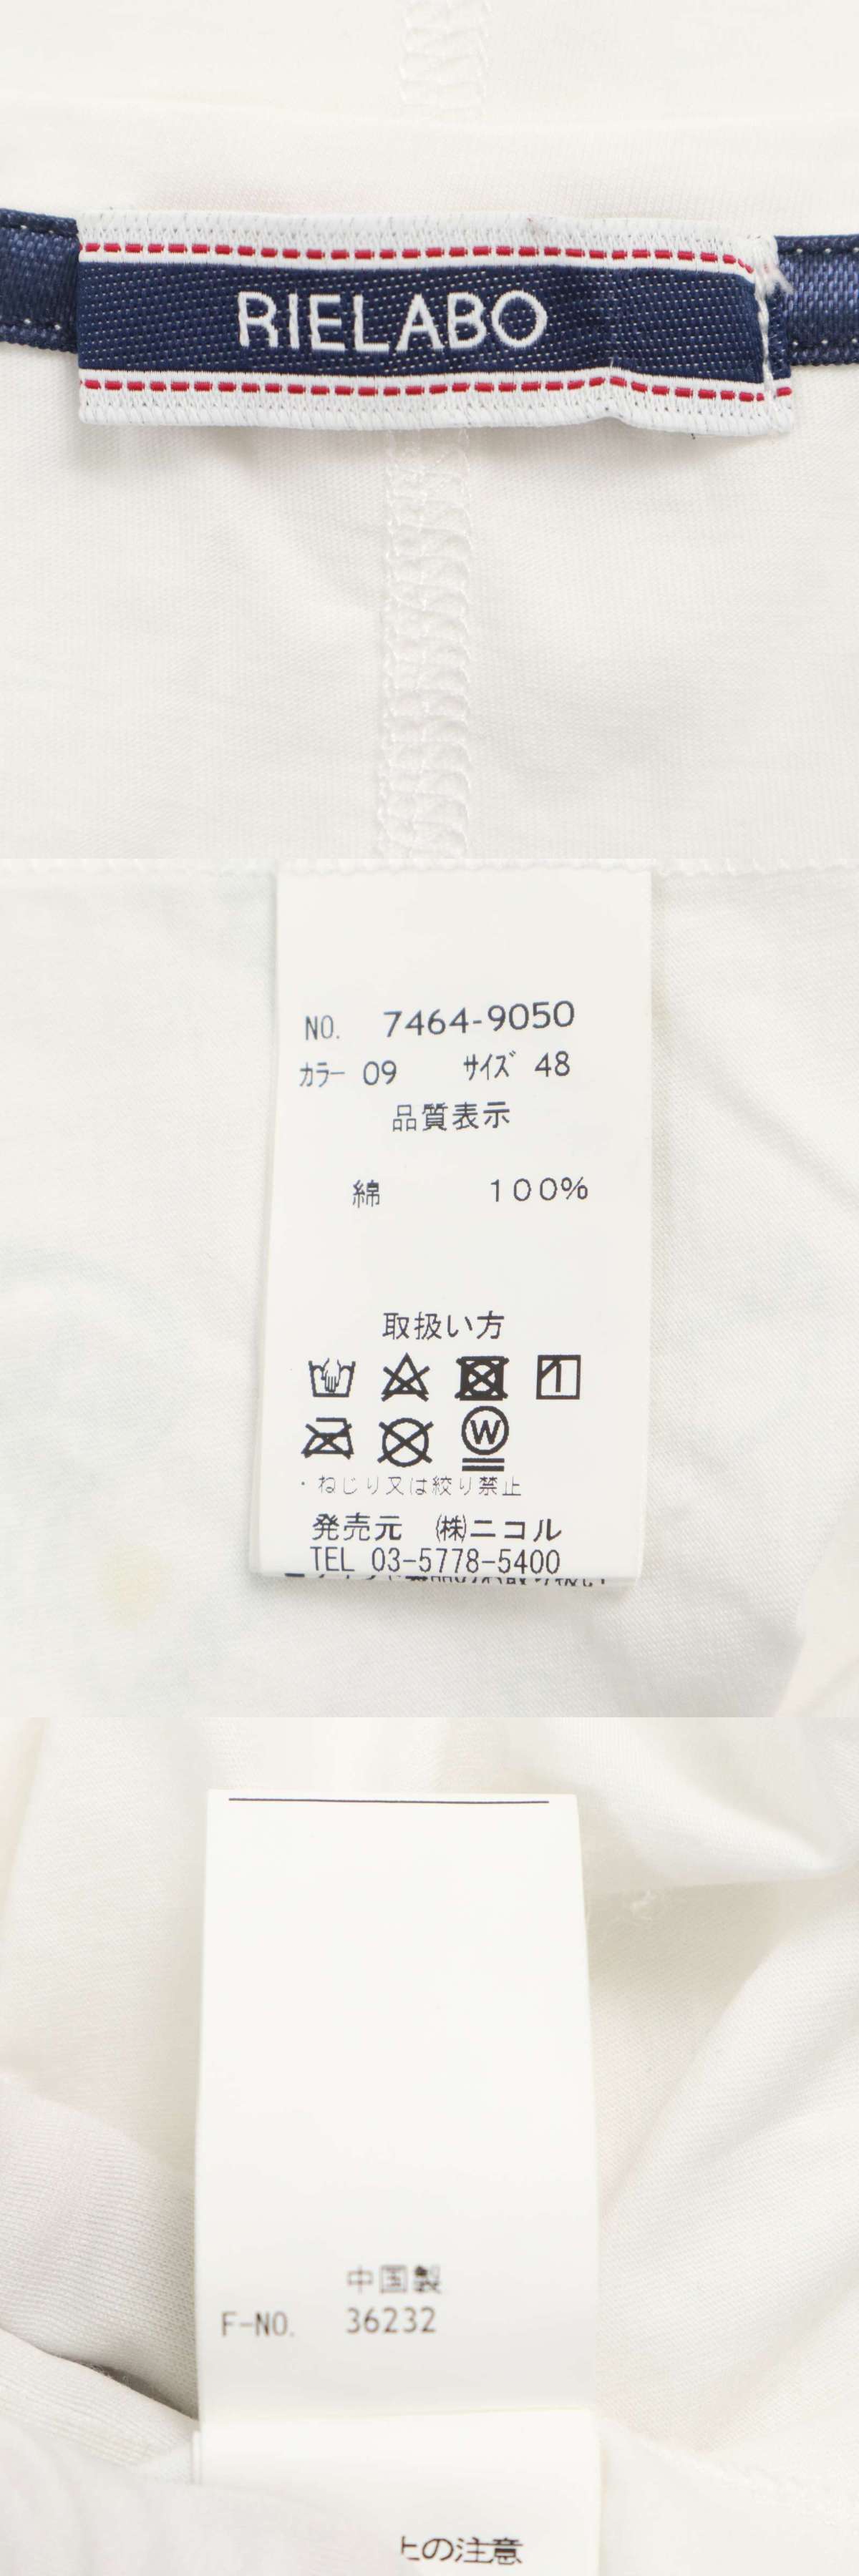 RIELABO
NO. 7464-9050
カラー 09 サイズ 48
品質表示
綿 100%
取扱い方
W
・ねじり又は絞り禁止
発売元 ㈱ニコル
TEL 03-5778-5400
中国製
F-NO. 36232
上の注意